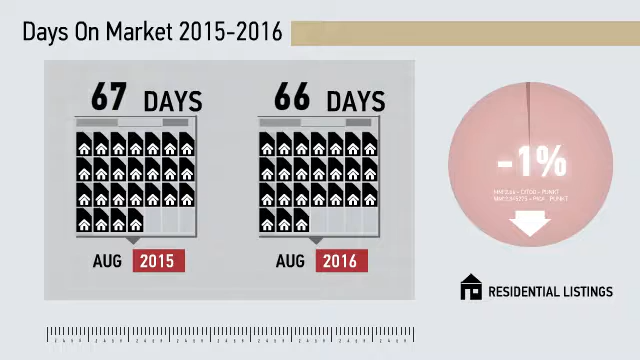 Days On Market 2015-2016
67 DAYS
66 DAYS
AUG 2015
AUG 2016
-1%
RESIDENTIAL LISTINGS